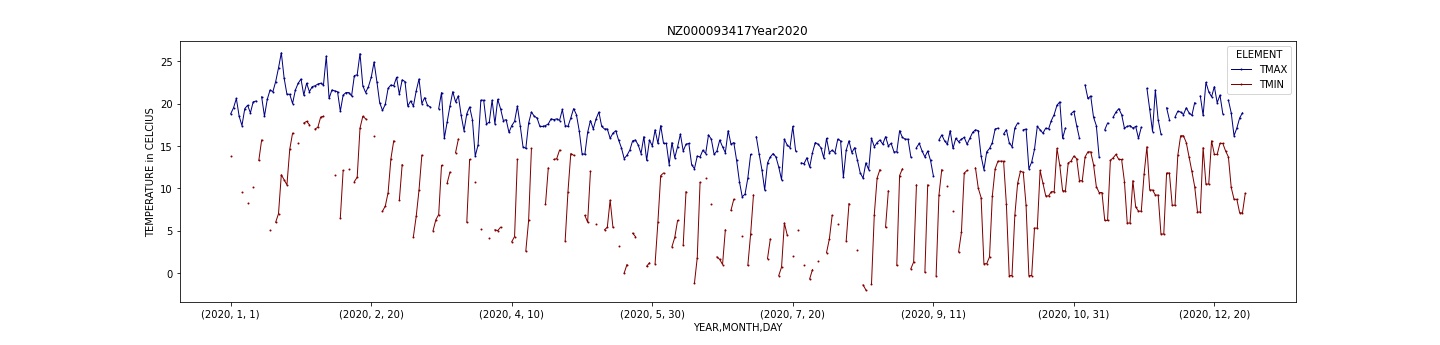 NZ000093417Year2020
ELEMENT
TMAX
TMIN
25
20
15
10
5
0
TEMPERATURE in CELCIUS
(2020, 1, 1)
(2020, 2, 20)
(2020, 4, 10)
(2020, 5, 30)
(2020, 7, 20)
(2020, 9, 11)
(2020, 10, 31)
(2020, 12, 20)
YEAR,MONTH,DAY